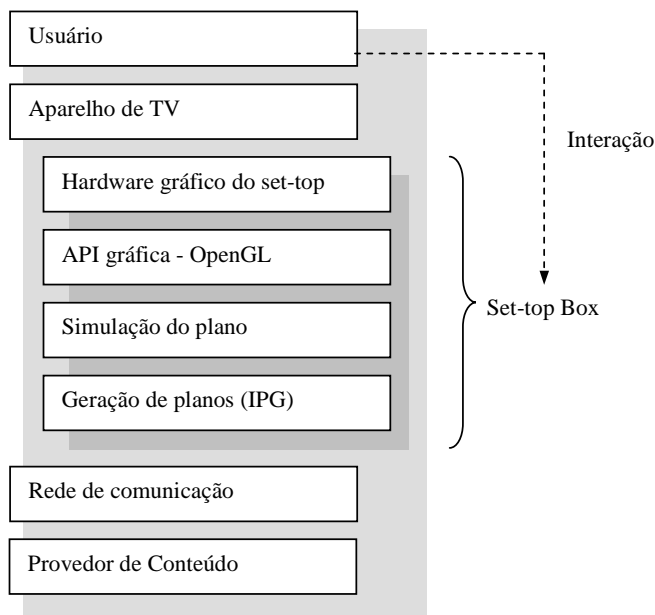 Usuário
Aparelho de TV
Interação
Hardware gráfico do set-top
API gráfica - OpenGL
Set-top Box
Simulação do plano
Geração de planos (IPG)
Rede de comunicação
Provedor de Conteúdo